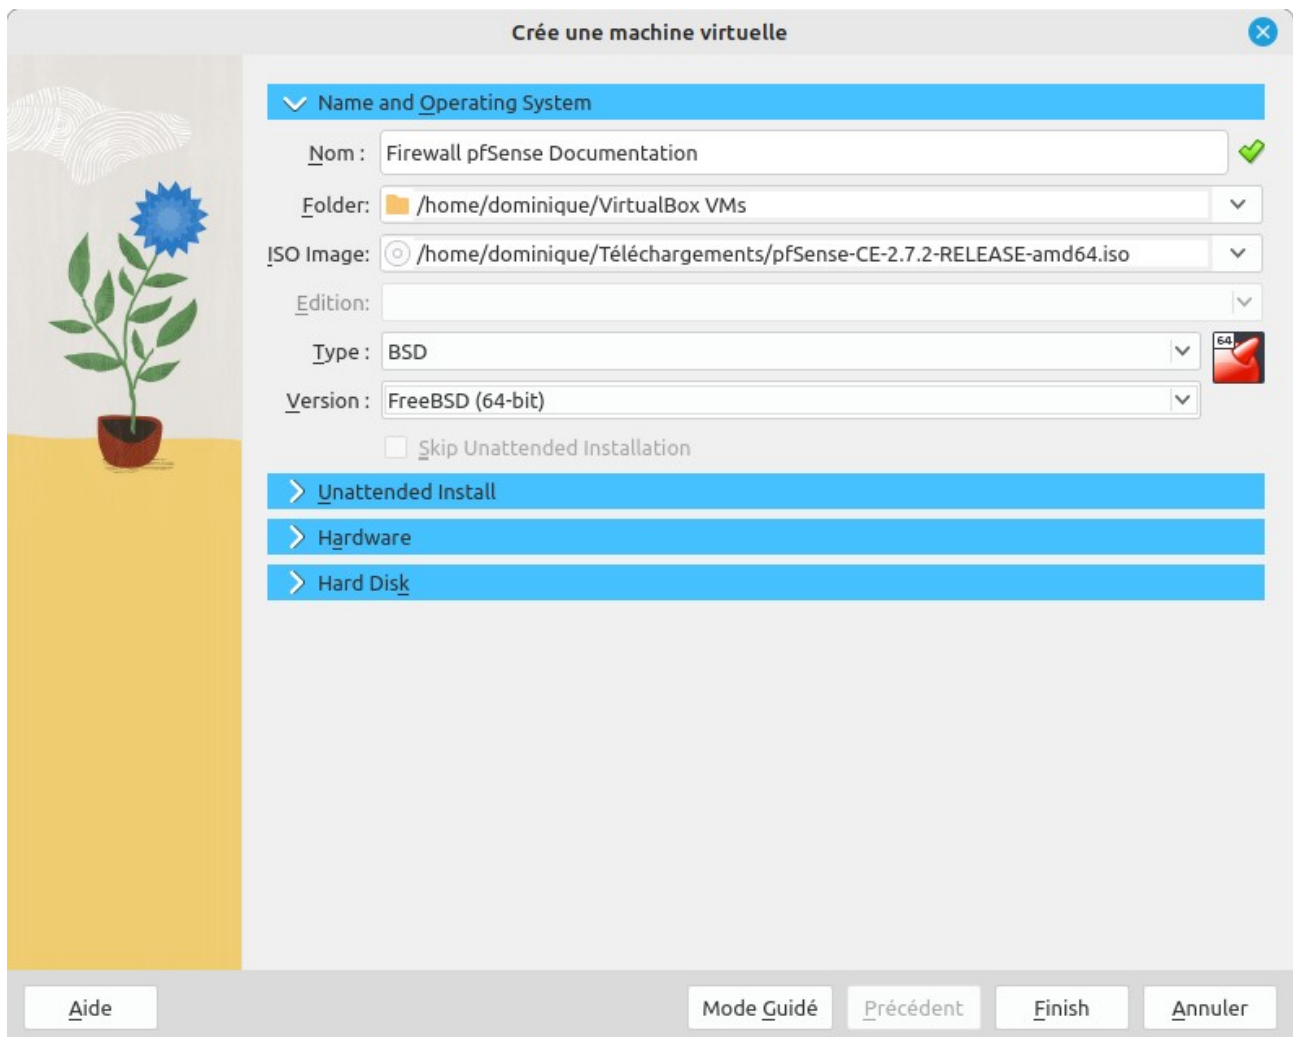 Crée une machine virtuelle
Name and Operating System
Nom : Firewall pfSense Documentation
Folder: /home/dominique/VirtualBox VMs
ISO Image: /home/dominique/Téléchargements/pfSense-CE-2.7.2-RELEASE-amd64.iso
Edition:
Type : BSD 64
Version : FreeBSD (64-bit)
Skip Unattended Installation
Unattended Install
Hardware
Hard Disk
Aide Mode Guidé Précédent Finish Annuler